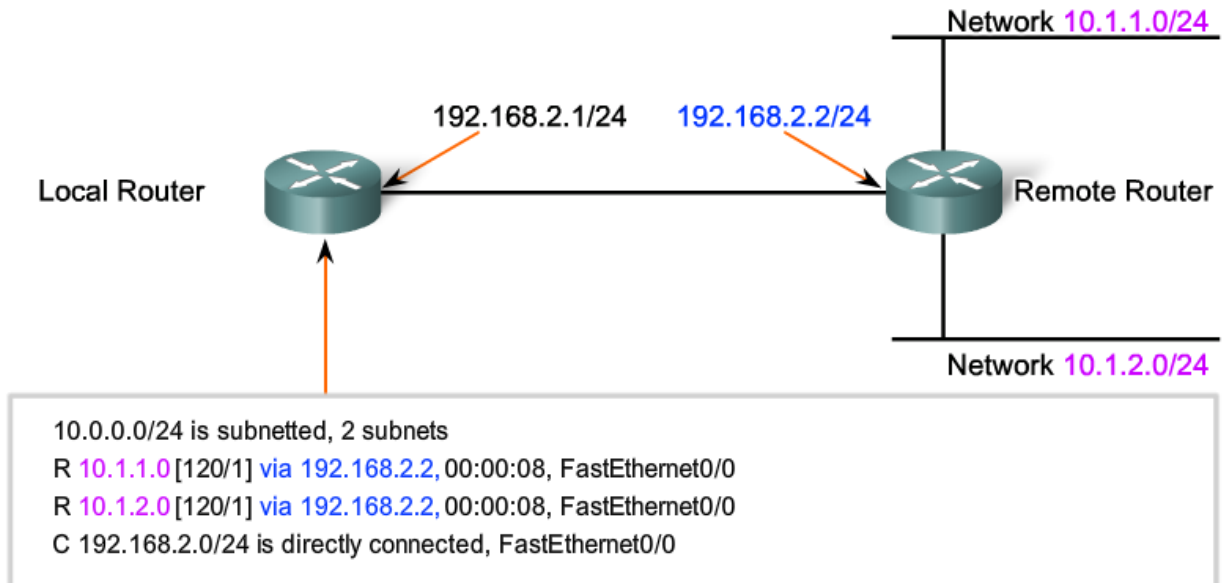 Network 10.1.1.0/24
192.168.2.1/24
192.168.2.2/24
Local Router
Remote Router
Network 10.1.2.0/24
10.0.0.0/24 is subnetted, 2 subnets
R 10.1.1.0 [120/1] via 192.168.2.2, 00:00:08, FastEthernet0/0
R 10.1.2.0 [120/1] via 192.168.2.2, 00:00:08, FastEthernet0/0
C 192.168.2.0/24 is directly connected, FastEthernet0/0